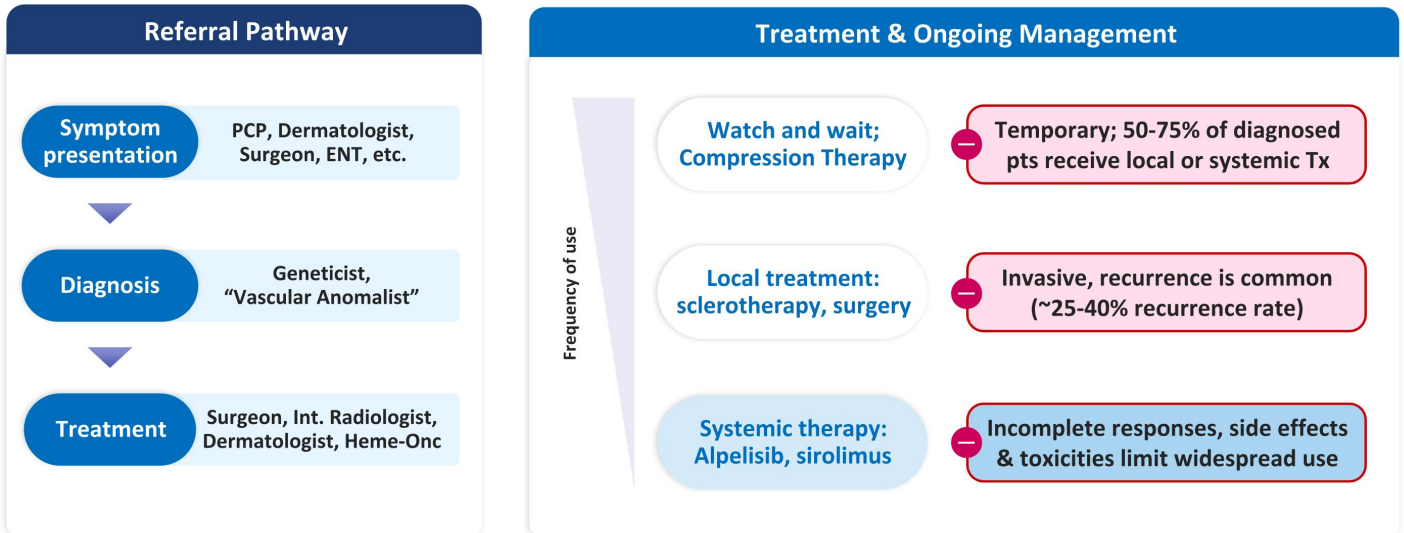 Referral Pathway
Symptom
presentation
PCP, Dermatologist,
Surgeon, ENT, etc.
Diagnosis
Geneticist,
“Vascular Anomalist”
Treatment
Surgeon, Int. Radiologist,
Dermatologist, Heme-Onc
Treatment & Ongoing Management
Frequency of use
Watch and wait;
Compression Therapy
Temporary; 50-75% of diagnosed
pts receive local or systemic Tx
Local treatment:
sclerotherapy, surgery
Invasive, recurrence is common
(~25-40% recurrence rate)
Systemic therapy:
Alpelisib, sirolimus
Incomplete responses, side effects
& toxicities limit widespread use